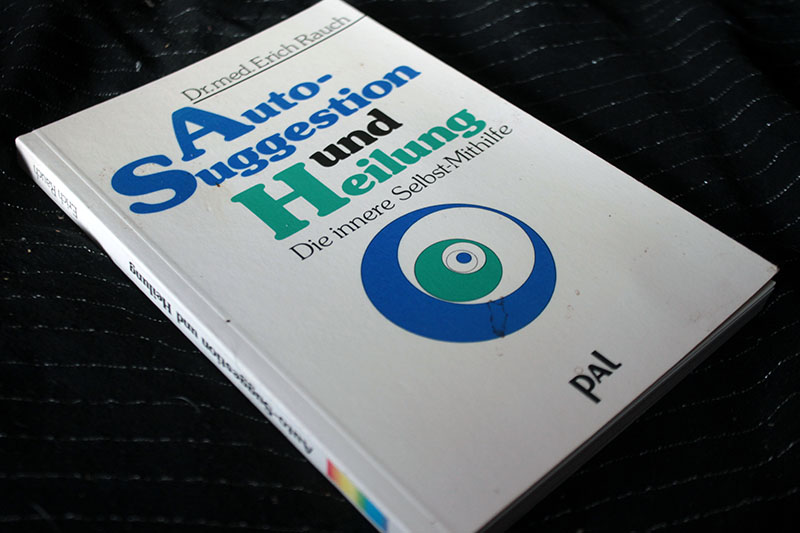 Dr. med. Erich Rauch
Auto-
Suggestion
und
Heilung
Die innere Selbst-Mithilfe
PAL
Erich Rauch
Auto-Suggestion und Heilung